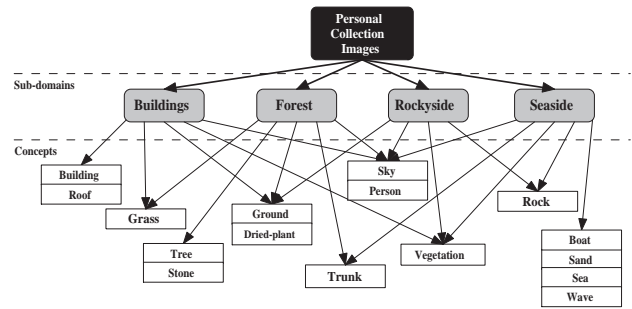 Personal
Collection
Images
Sub-domains
Buildings
Forest
Rockyside
Seaside
Concepts
Building
Roof
Grass
Tree
Stone
Ground
Dried-plant
Sky
Person
Trunk
Vegetation
Rock
Boat
Sand
Sea
Wave